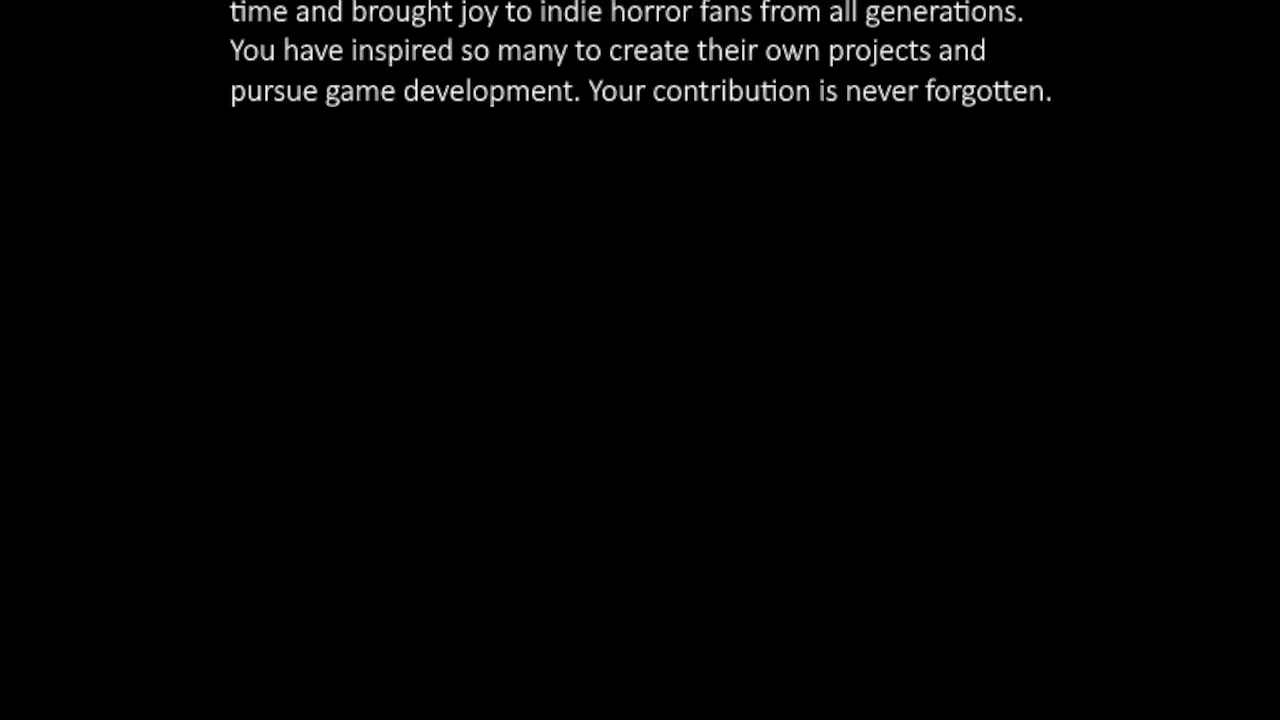 time and brought joy to indie horror fans from all generations.
You have inspired so many to create their own projects and
pursue game development. Your contribution is never forgotten.